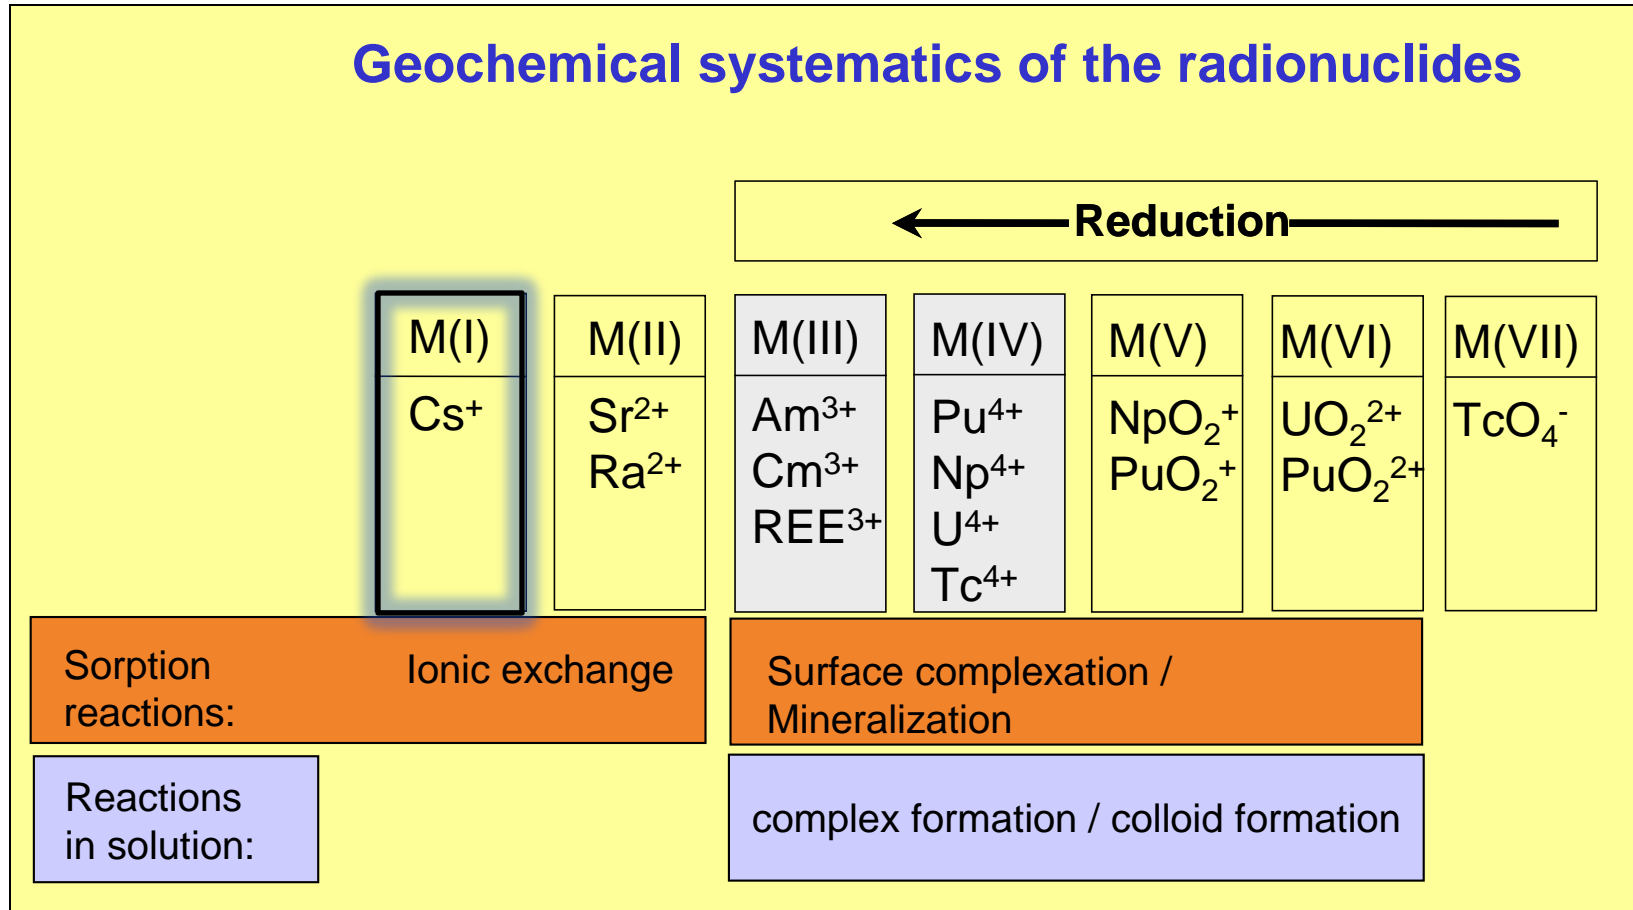 Geochemical systematics of the radionuclides
Reduction
M(I) M(II) M(III) M(IV) M(V) M(VI) M(VII)
Cs⁺ Sr²⁺ Am³⁺ Pu⁴⁺ NpO₂⁺ UO₂²⁺ TcO₄⁻
Ra²⁺ Cm³⁺ Np⁴⁺ PuO₂⁺ PuO₂²⁺
REE³⁺ U⁴⁺
Tc⁴⁺
Sorption
reactions:
Ionic exchange
Surface complexation /
Mineralization
Reactions
in solution:
complex formation / colloid formation